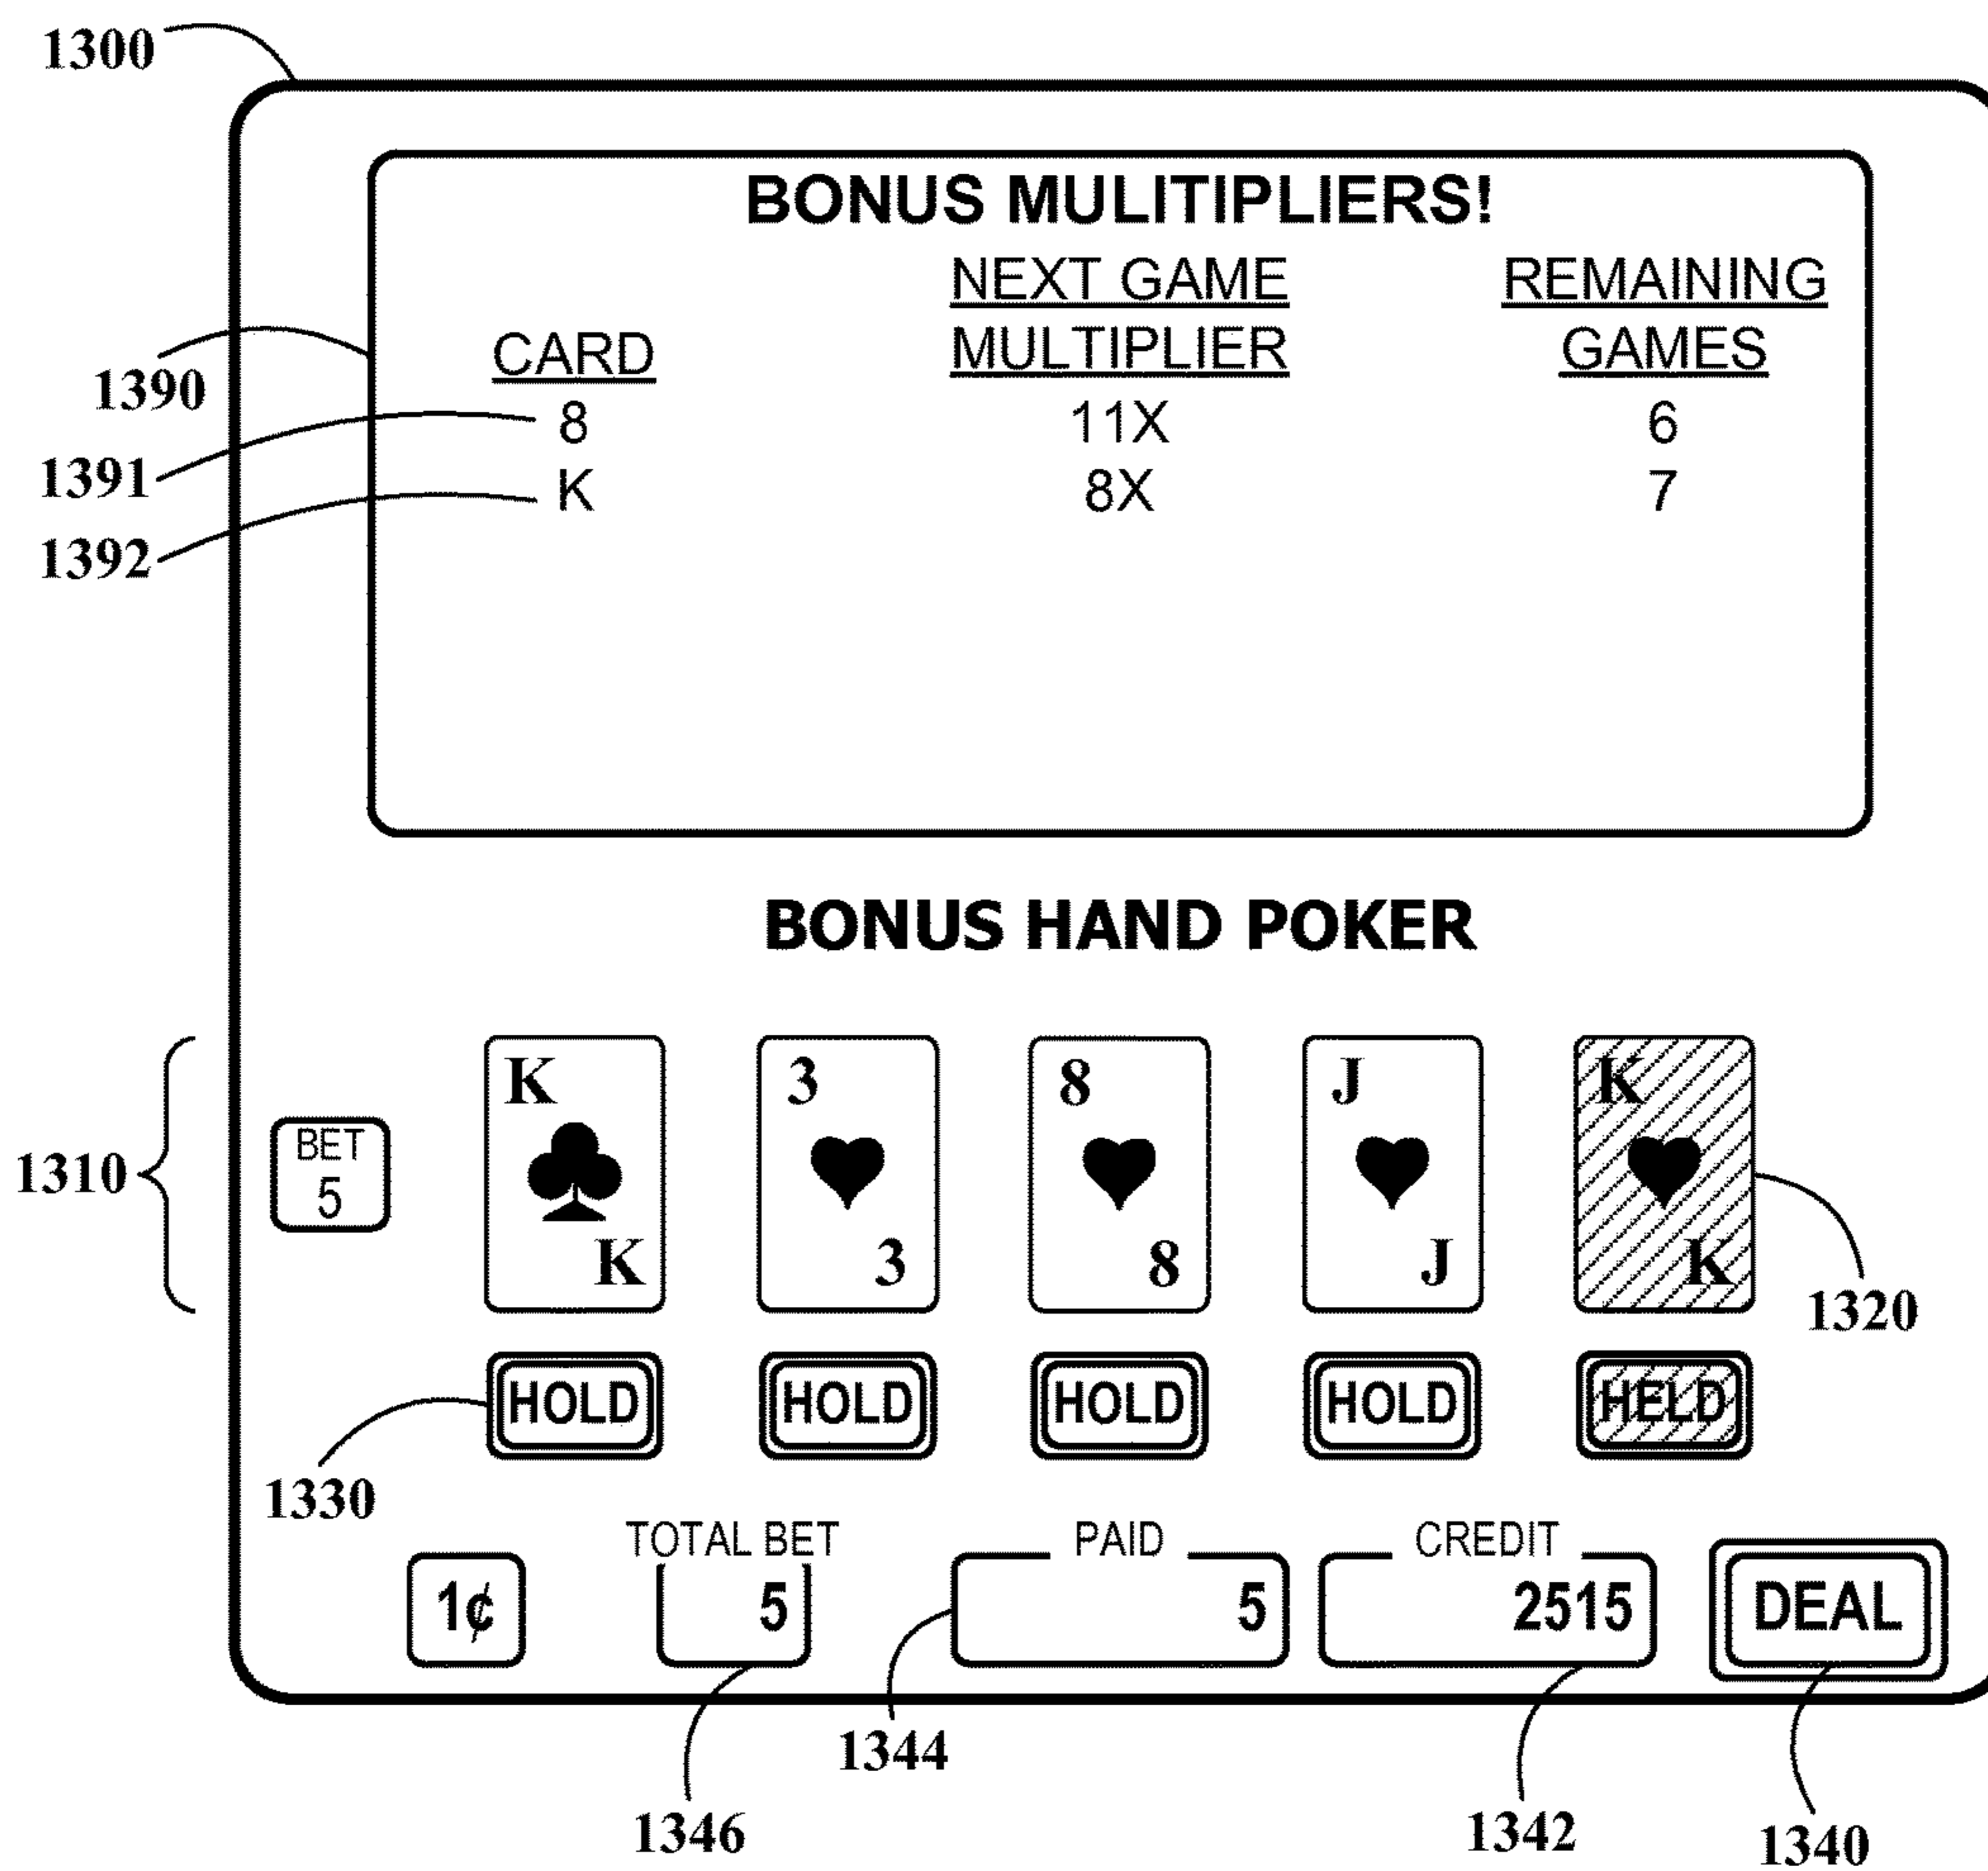 1300
BONUS MULITIPLIERS!
NEXT GAME REMAINING
CARD MULTIPLIER GAMES
1390
8 11X 6
1391
K 8X 7
1392
BONUS HAND POKER
K 3 8 J K
1310
BET
5
K 3 8 J K
1320
HOLD HOLD HOLD HOLD HELD
1330
TOTAL BET PAID CREDIT
1¢ 5 5 2515 DEAL
1344
1346 1342 1340